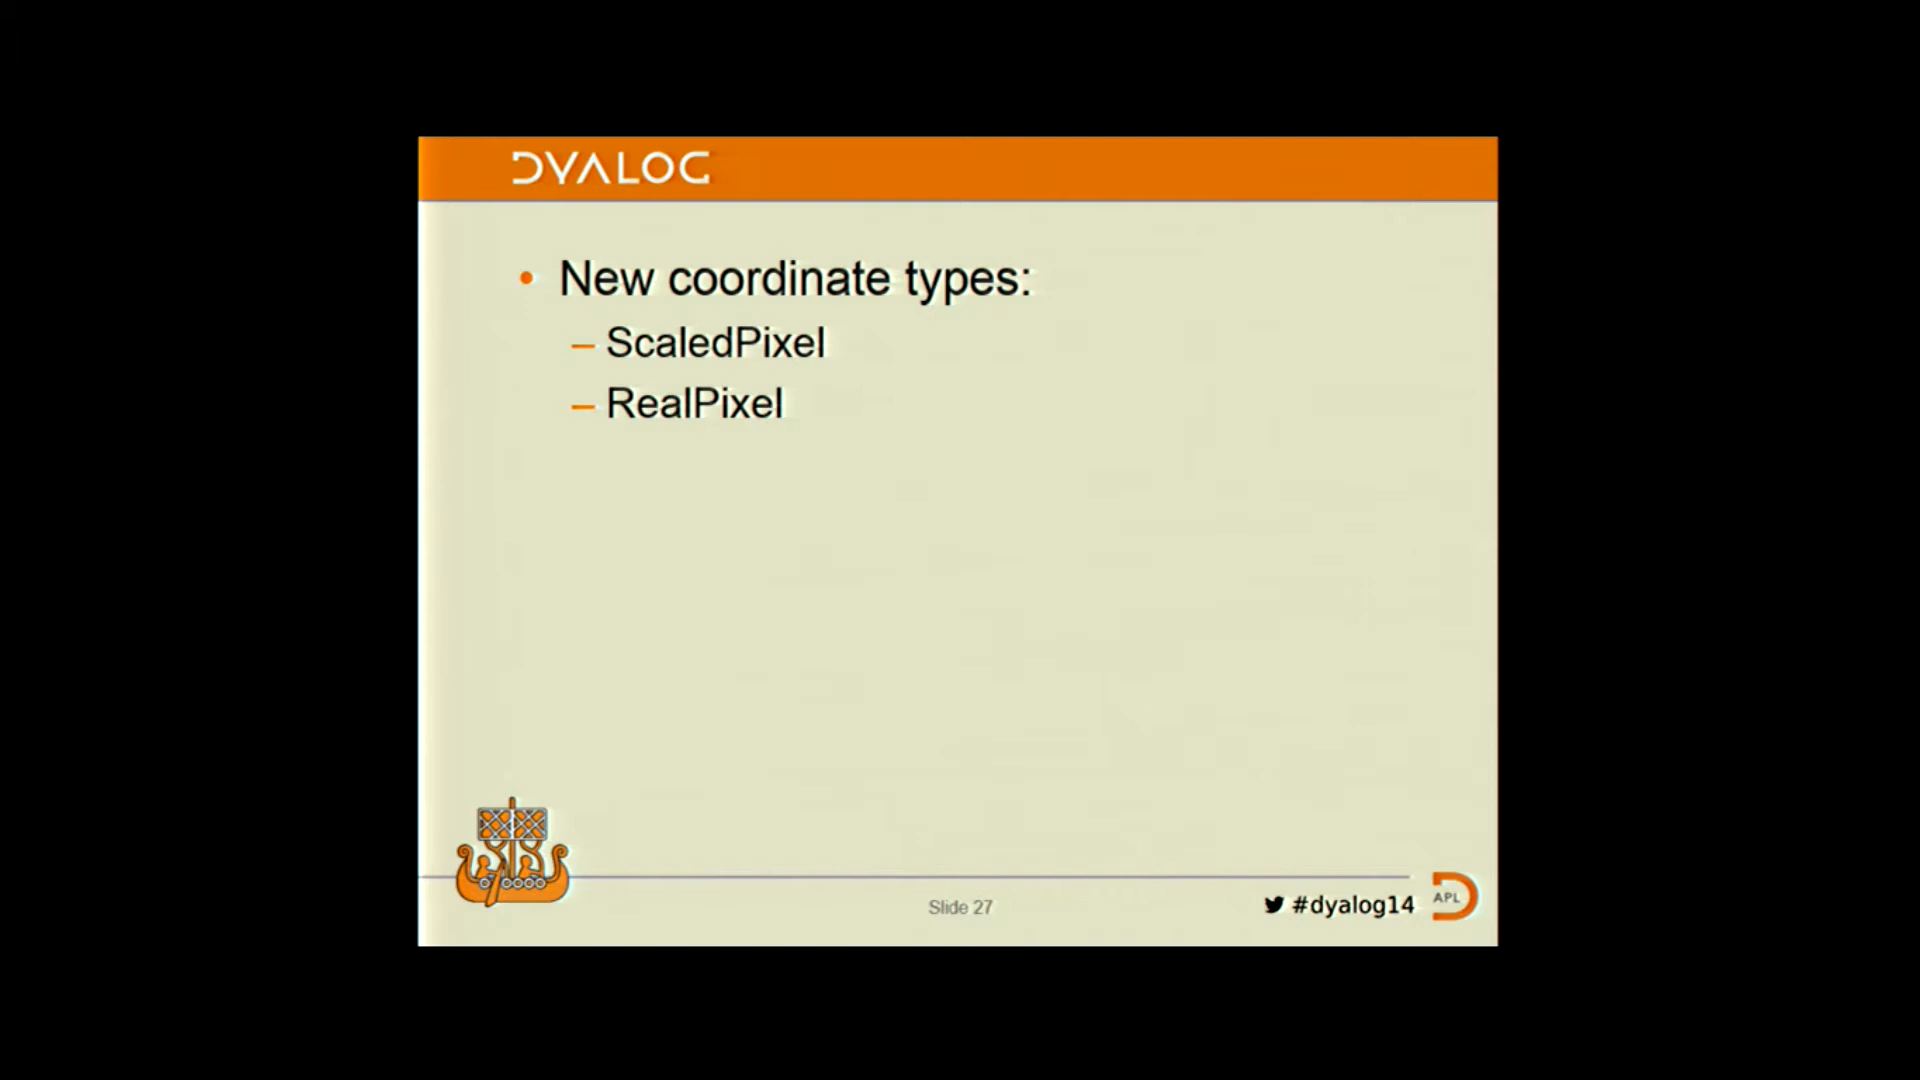 DYALOG
• New coordinate types:
– ScaledPixel
– RealPixel
Slide 27
#dyalog14
APL